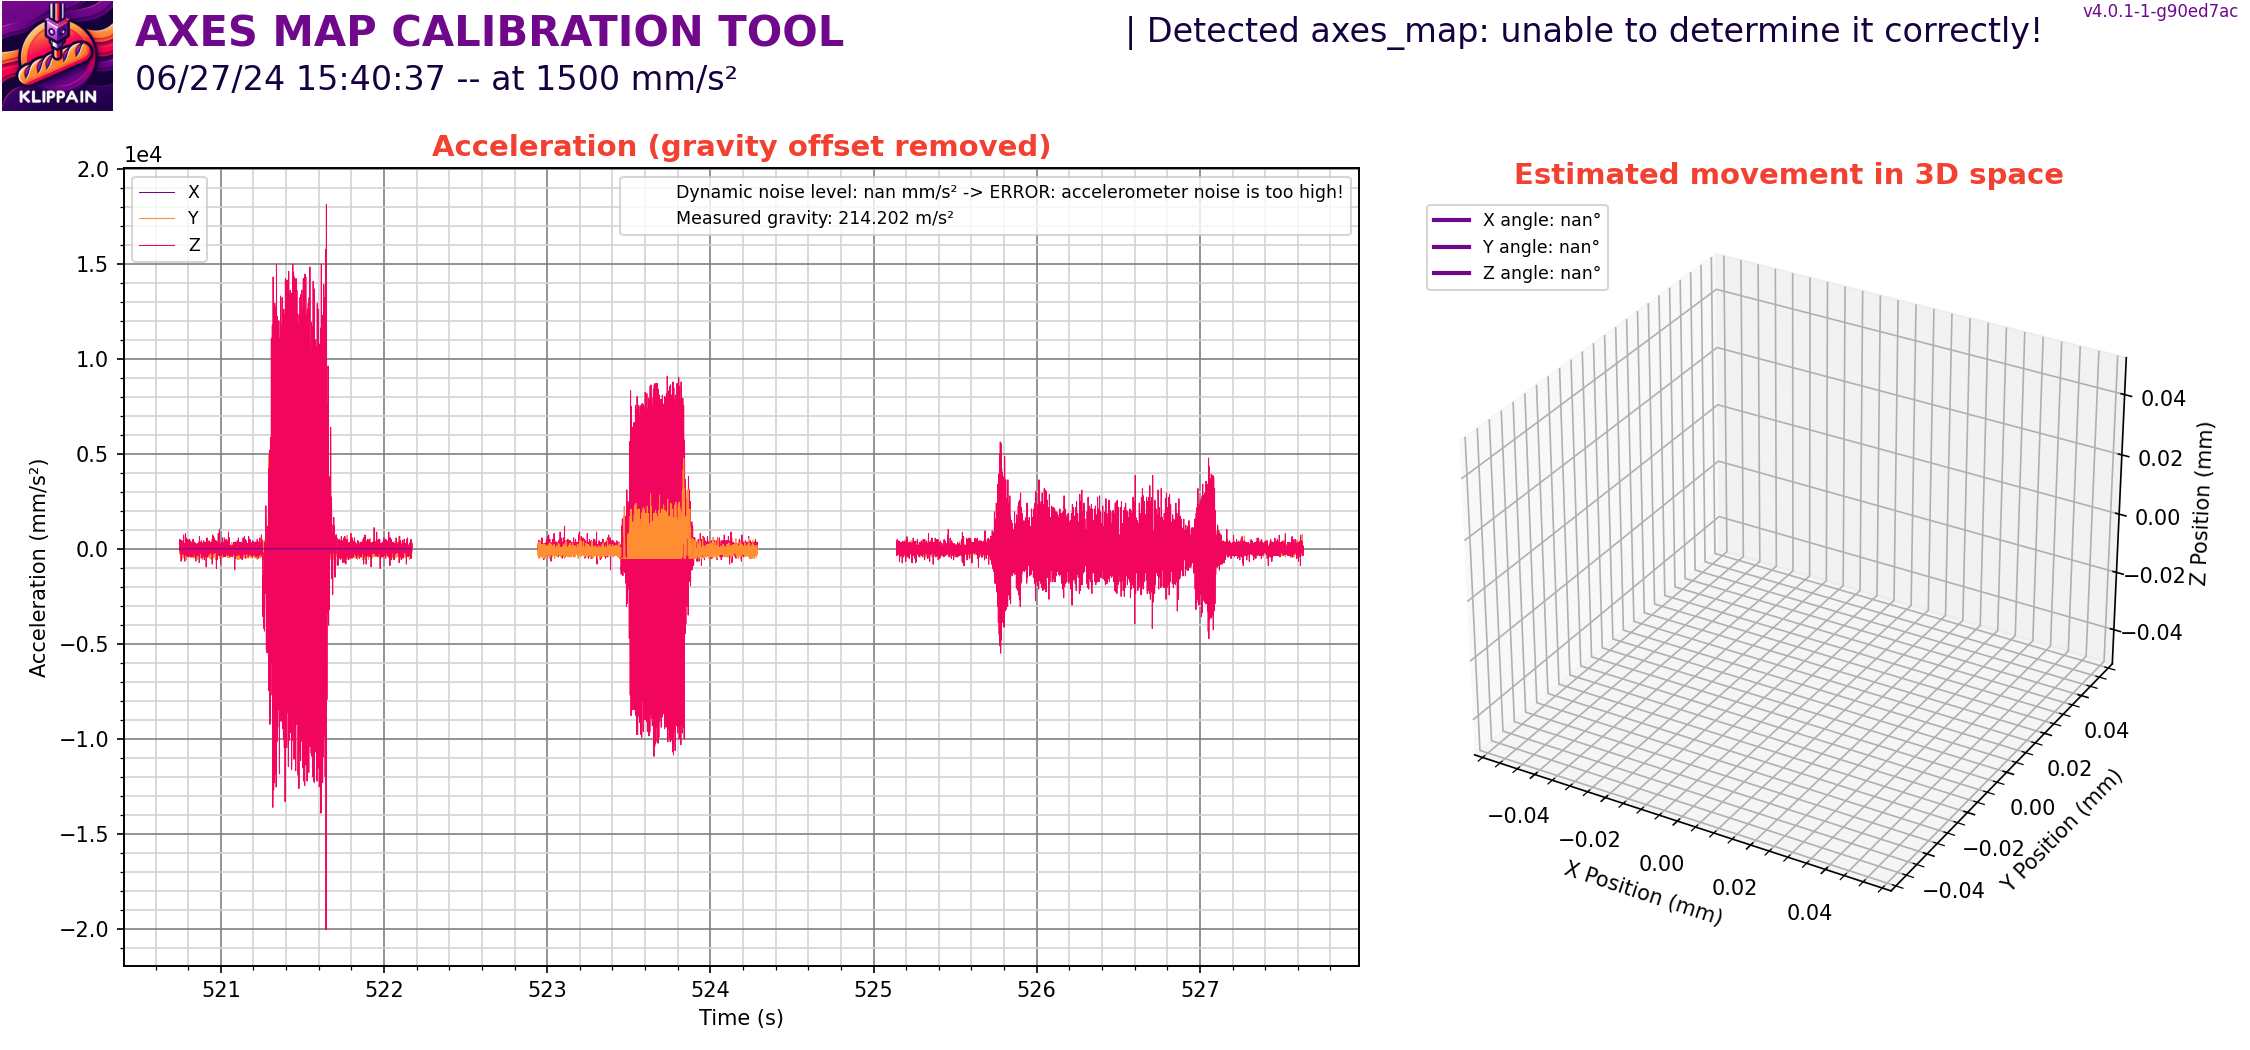 KLIPPAIN
AXES MAP CALIBRATION TOOL
06/27/24 15:40:37 -- at 1500 mm/s²
| Detected axes_map: unable to determine it correctly!
v4.0.1-1-g90ed7ac
Acceleration (gravity offset removed)
1e4
X
Y
Z
Dynamic noise level: nan mm/s² -> ERROR: accelerometer noise is too high!
Measured gravity: 214.202 m/s²
2.0
1.5
1.0
0.5
0.0
−0.5
−1.0
−1.5
−2.0
Acceleration (mm/s²)
521 522 523 524 525 526 527
Time (s)
Estimated movement in 3D space
X angle: nan°
Y angle: nan°
Z angle: nan°
0.04
0.02
0.00
−0.02
−0.04
Z Position (mm)
0.04
0.02
0.00
−0.02
−0.04
Y Position (mm)
−0.04
−0.02
0.00
0.02
0.04
X Position (mm)